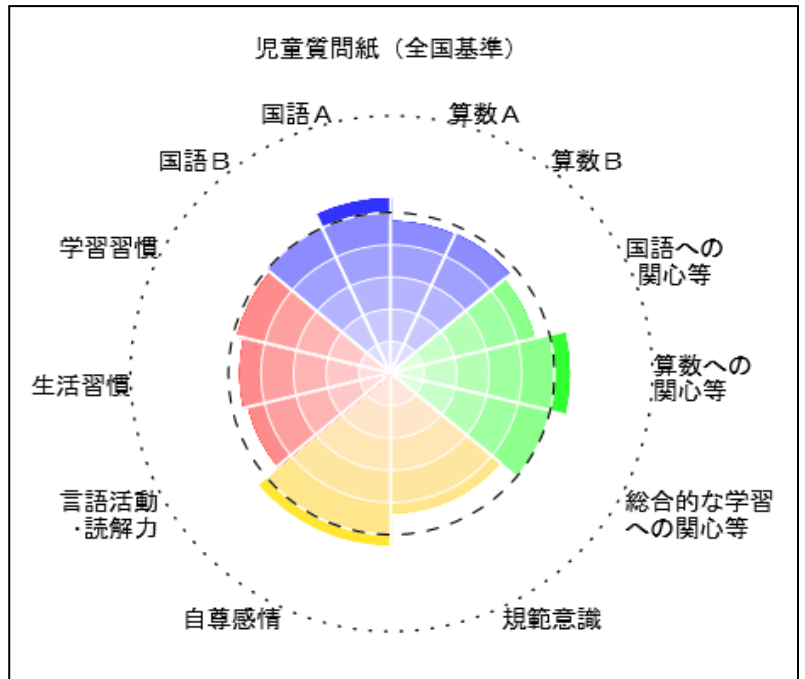 児童質問紙（全国基準）
国語Ａ
算数Ａ
国語Ｂ
算数Ｂ
学習習慣
国語への
関心等
生活習慣
算数への
関心等
言語活動
・読解力
総合的な学習
への関心等
自尊感情
規範意識